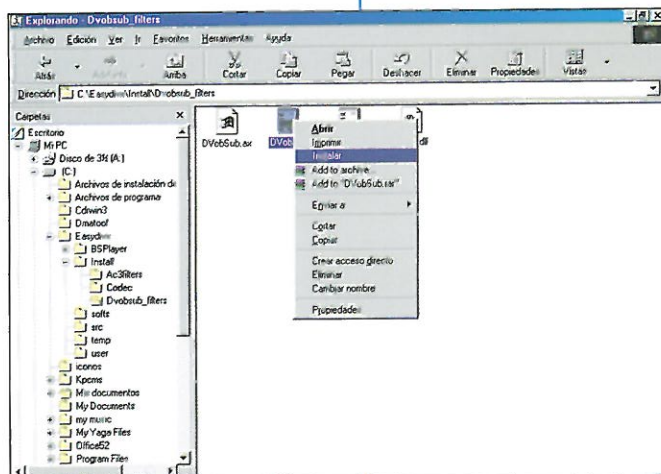 Explorando - Dvobsub_filters
Archivo Edición Ver Ir Favoritos Herramientas Ayuda
Atrás Arriba Cortar Copiar Pegar Deshacer Eliminar Propiedades Vistas
Dirección C:\Easydivx\Install\Dvobsub_filters
Carpetas
Escritorio
Mi PC
Disco de 3½ (A:)
(C:)
Archivos de instalación de
Archivos de programa
Cdrwin3
Dmatool
Easydivx
BSPlayer
Install
Ac3filters
Codec
Dvobsub_filters
softs
src
temp
user
iconos
Kpcms
Mis documentos
My Documents
my music
My Yaga Files
Office52
Program Files
DVobSub.ax
DVob
Abrir
Imprimir
Instalar
Add to archive...
Add to "DVobSub.rar"
Enviar a
Cortar
Copiar
Crear acceso directo
Eliminar
Cambiar nombre
Propiedades